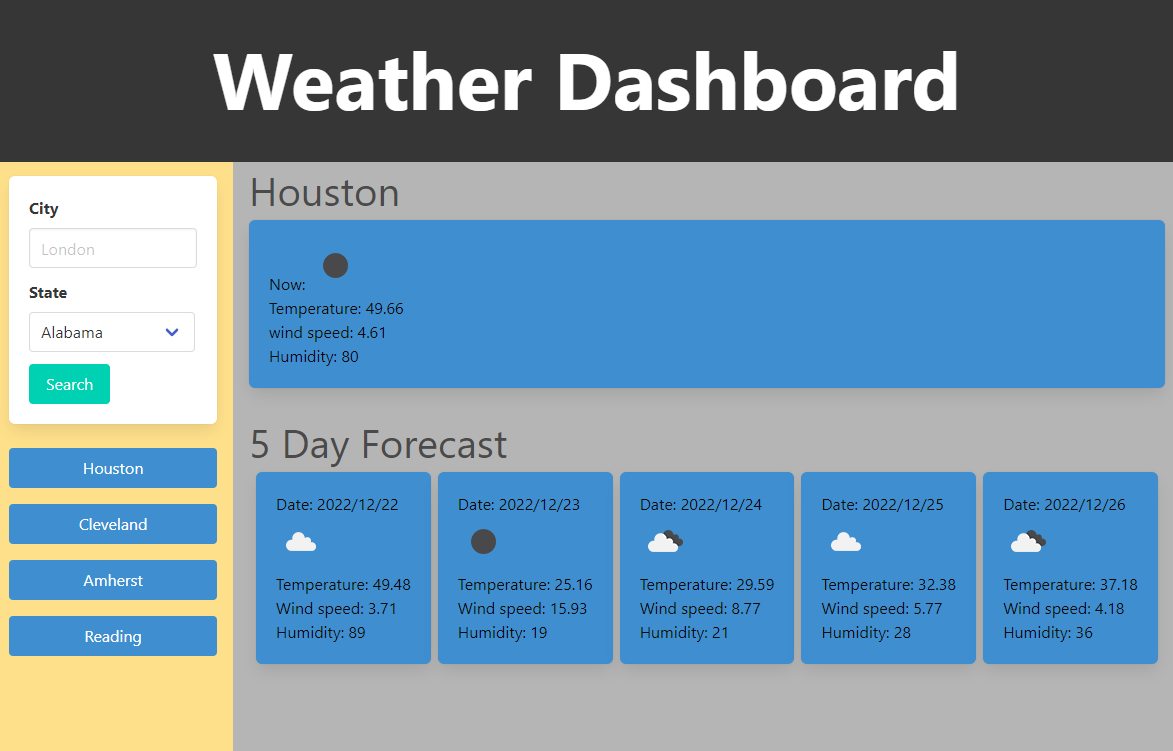 Weather Dashboard
City
London
State
Alabama
Search
Houston
Cleveland
Amherst
Reading
Houston
Now:
Temperature: 49.66
wind speed: 4.61
Humidity: 80
5 Day Forecast
Date: 2022/12/22
Temperature: 49.48
Wind speed: 3.71
Humidity: 89
Date: 2022/12/23
Temperature: 25.16
Wind speed: 15.93
Humidity: 19
Date: 2022/12/24
Temperature: 29.59
Wind speed: 8.77
Humidity: 21
Date: 2022/12/25
Temperature: 32.38
Wind speed: 5.77
Humidity: 28
Date: 2022/12/26
Temperature: 37.18
Wind speed: 4.18
Humidity: 36